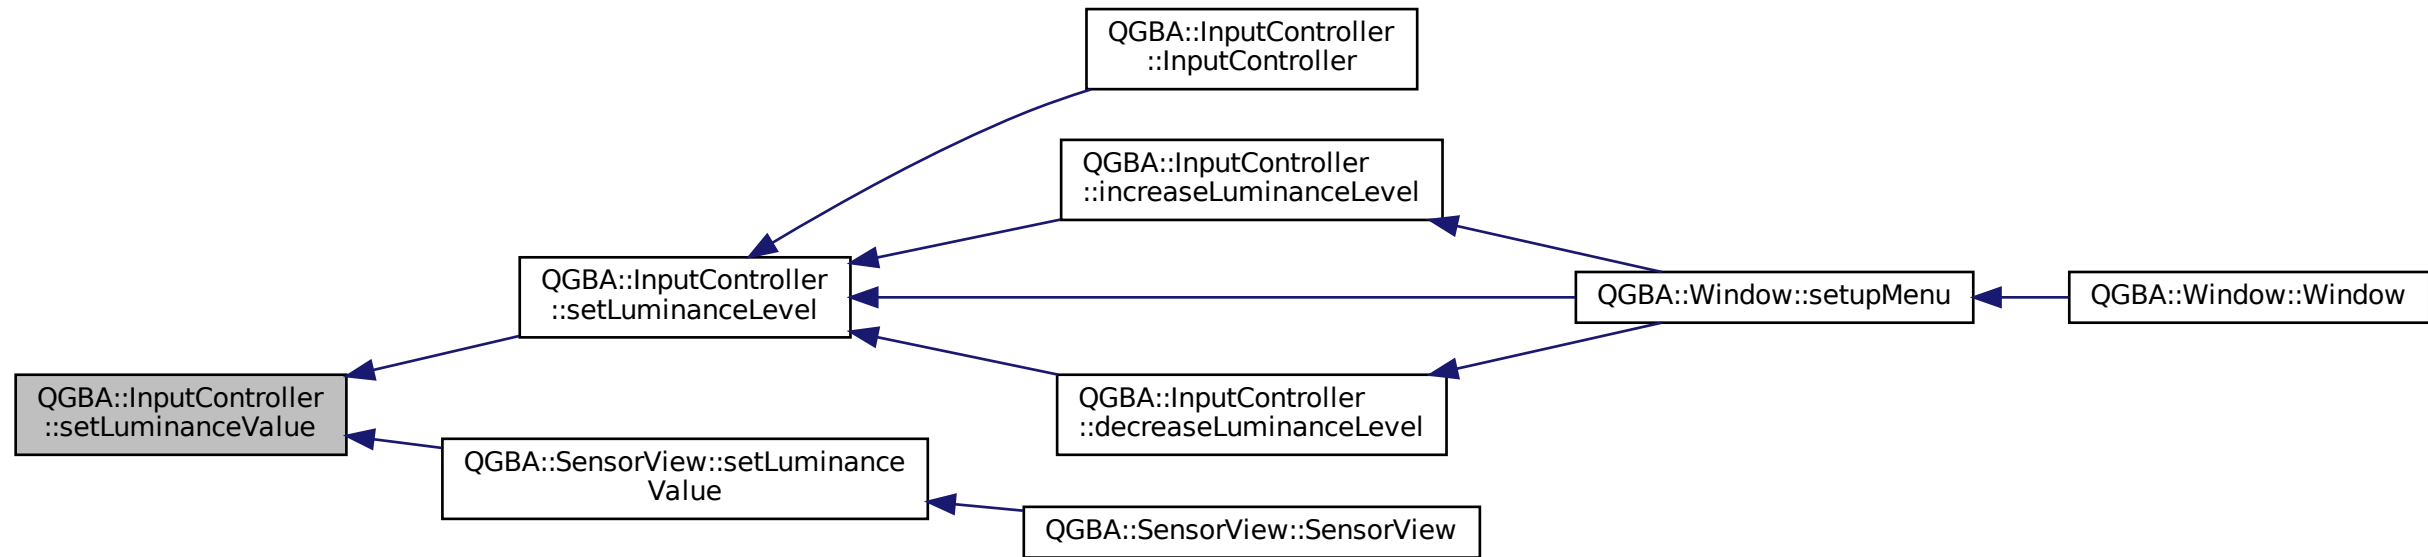 QGBA::InputController
::InputController
QGBA::InputController
::increaseLuminanceLevel
QGBA::InputController
::setLuminanceLevel
QGBA::Window::setupMenu
QGBA::Window::Window
QGBA::InputController
::setLuminanceValue
QGBA::InputController
::decreaseLuminanceLevel
QGBA::SensorView::setLuminance
Value
QGBA::SensorView::SensorView